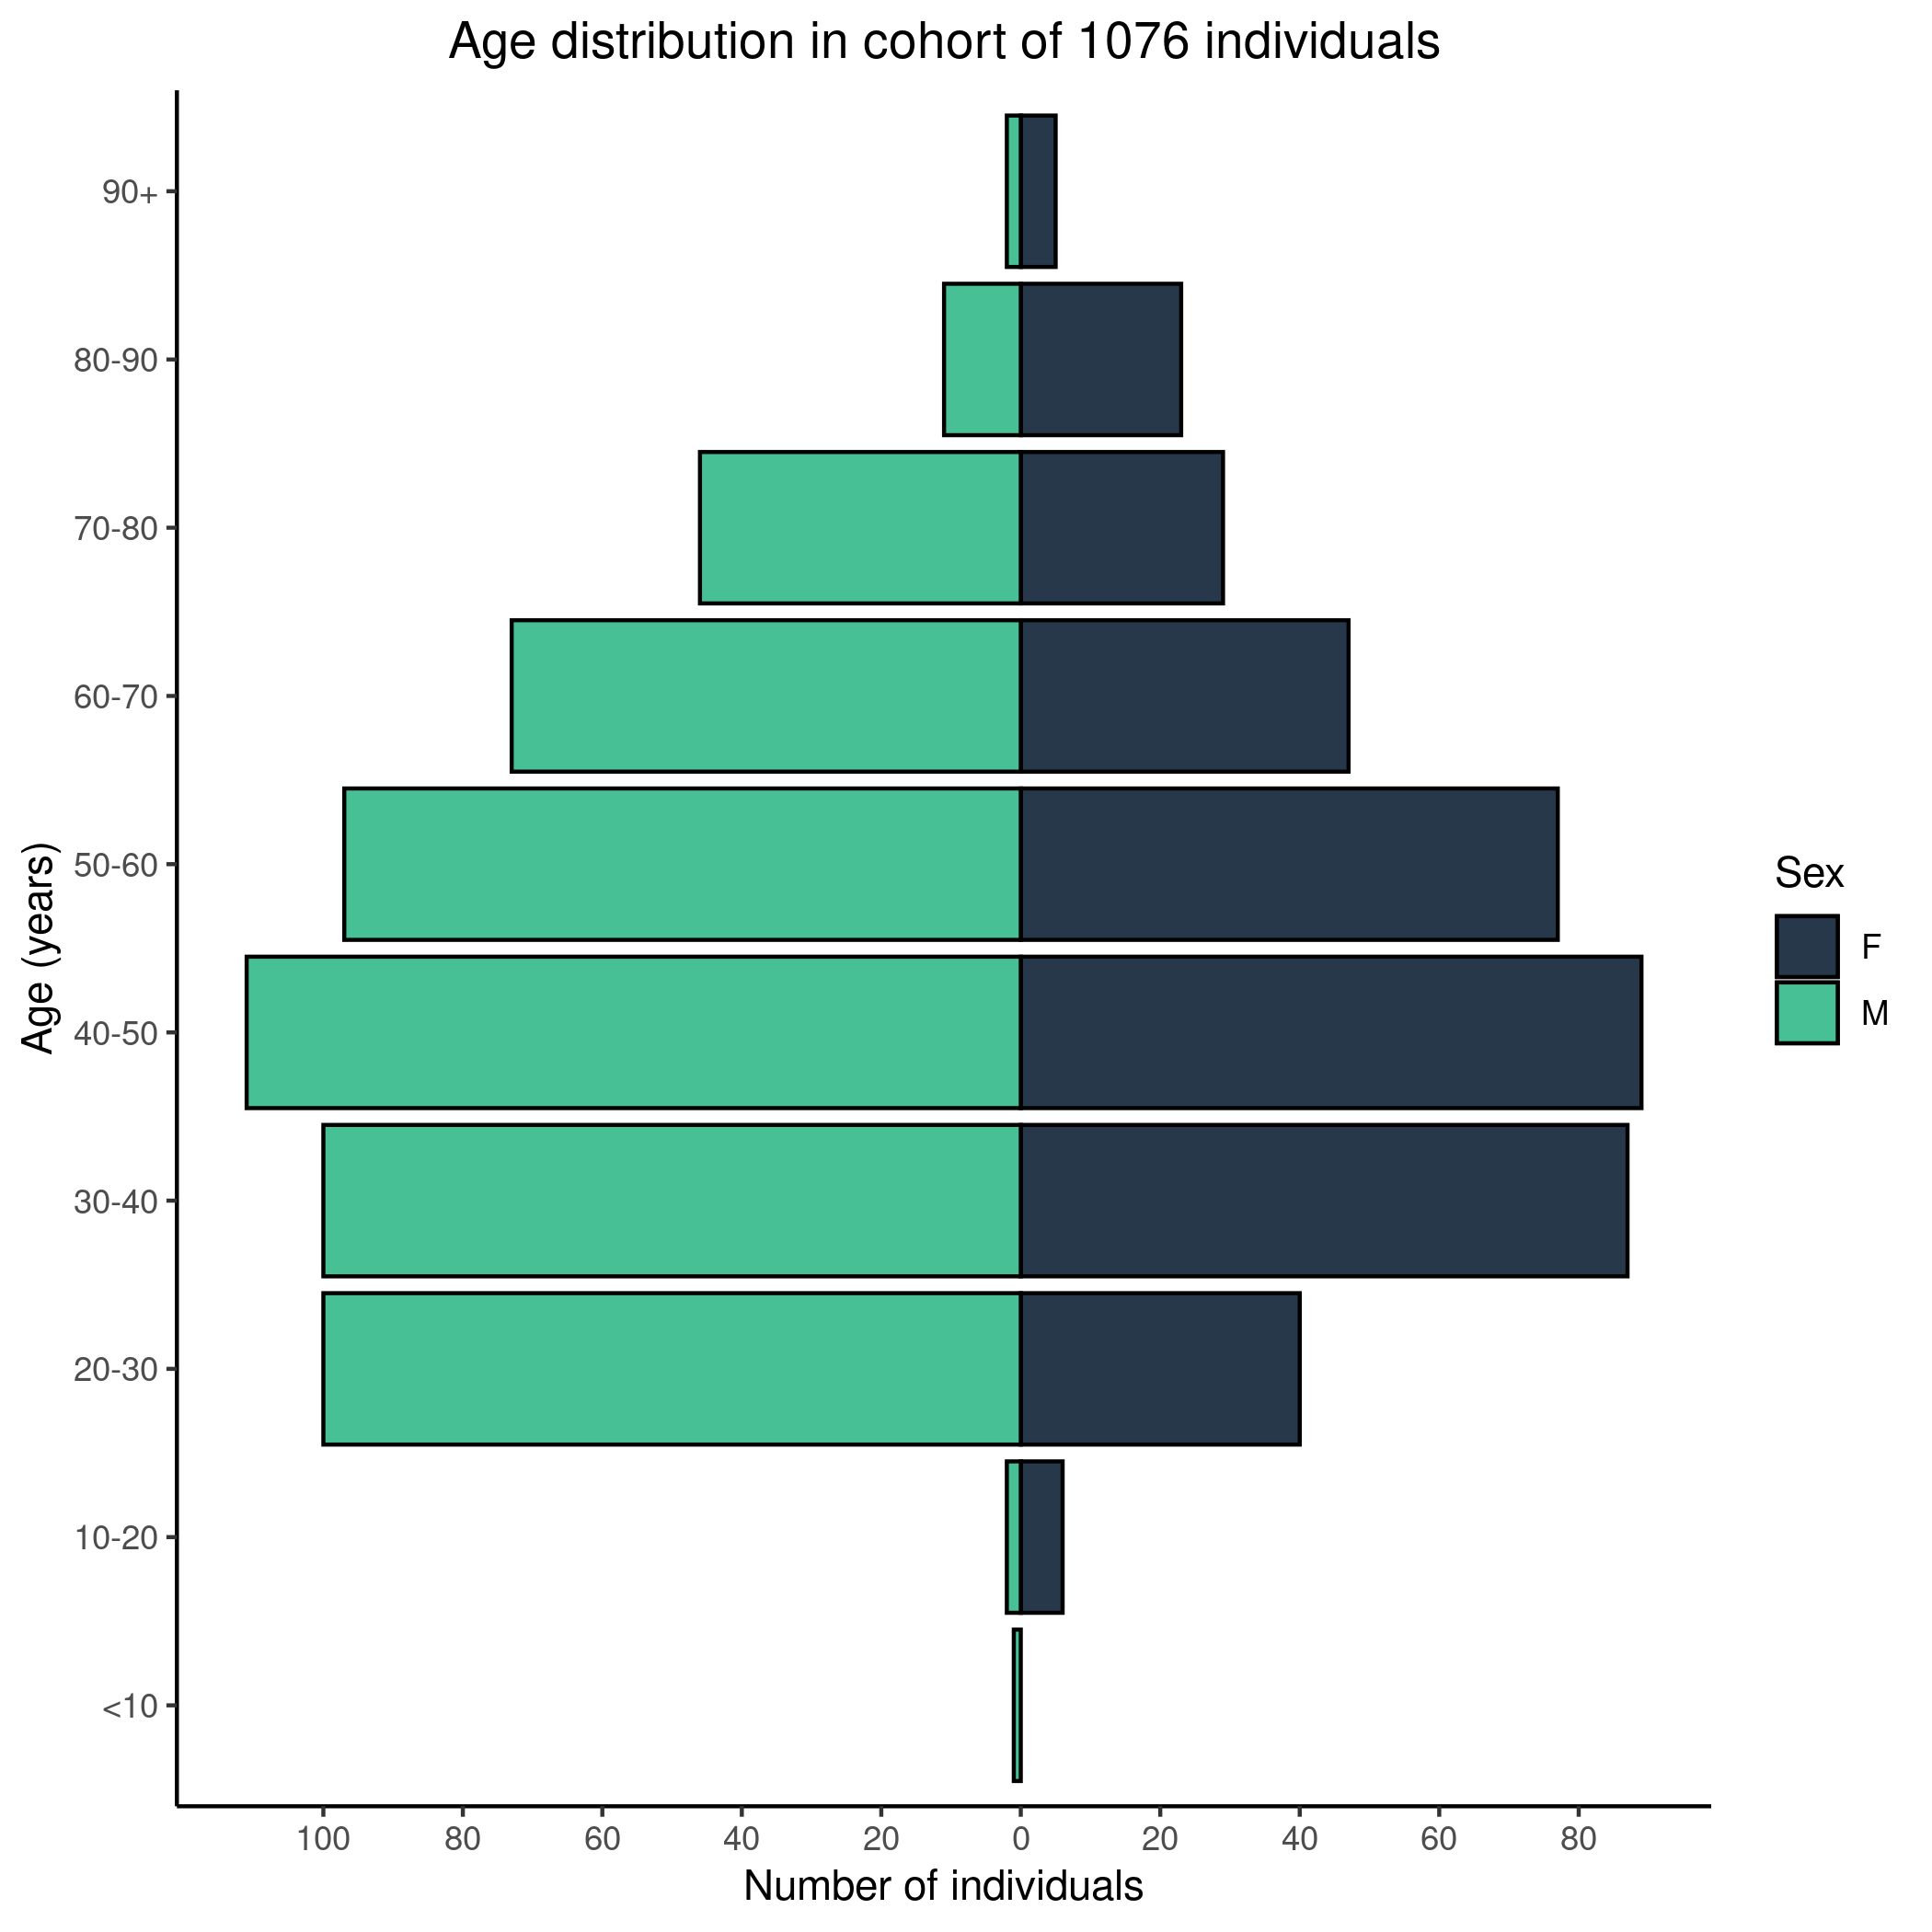 Age distribution in cohort of 1076 individuals
90+
80-90
70-80
60-70
50-60
40-50
30-40
20-30
10-20
<10
Age (years)
100 80 60 40 20 0 20 40 60 80
Number of individuals
Sex
F
M